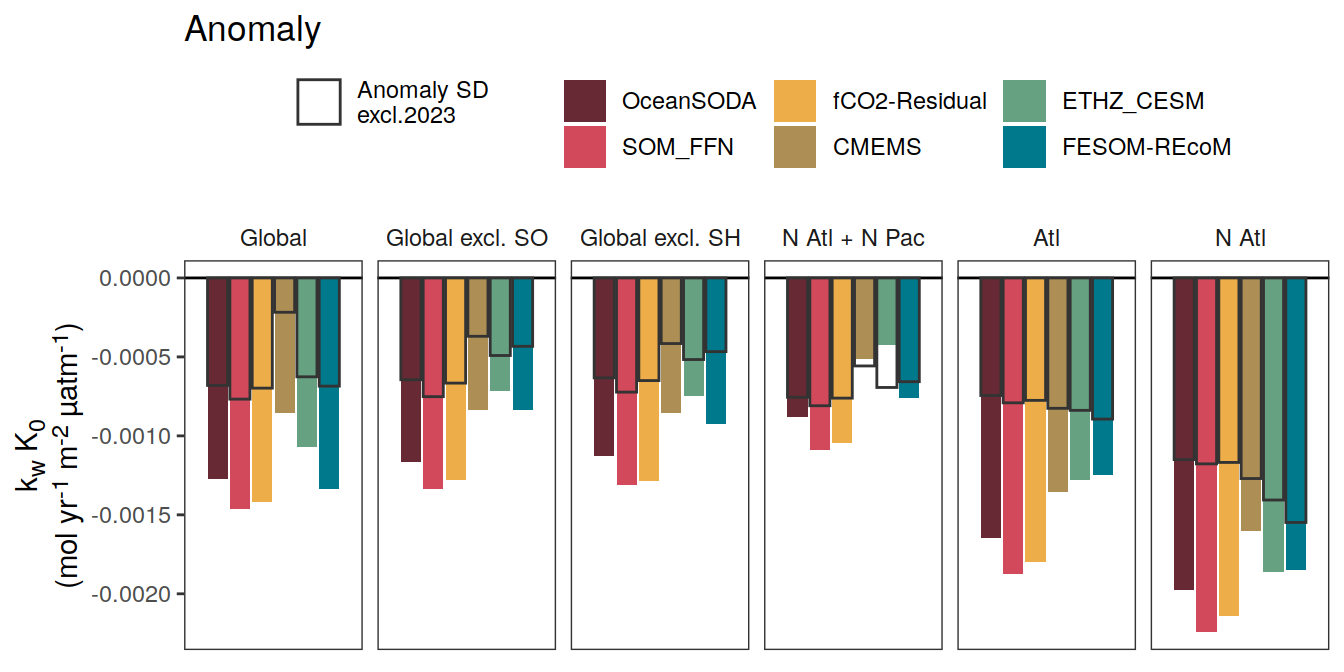 Anomaly
Anomaly SD
excl.2023
OceanSODA
fCO2-Residual
ETHZ_CESM
SOM_FFN
CMEMS
FESOM-REcoM
Global
Global excl. SO
Global excl. SH
N Atl + N Pac
Atl
N Atl
0.0000
-0.0005
-0.0010
-0.0015
-0.0020
kw K0
(mol yr-1 m-2 µatm-1)